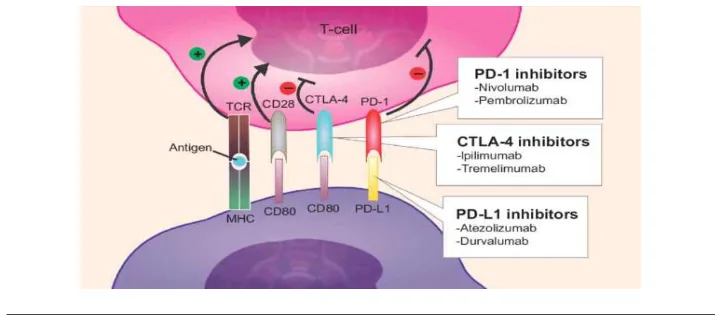 T-cell
+
+
−
−
TCR
CD28
CTLA-4
PD-1
Antigen
MHC
CD80
CD80
PD-L1
PD-1 inhibitors
-Nivolumab
-Pembrolizumab
CTLA-4 inhibitors
-Ipilimumab
-Tremelimumab
PD-L1 inhibitors
-Atezolizumab
-Durvalumab